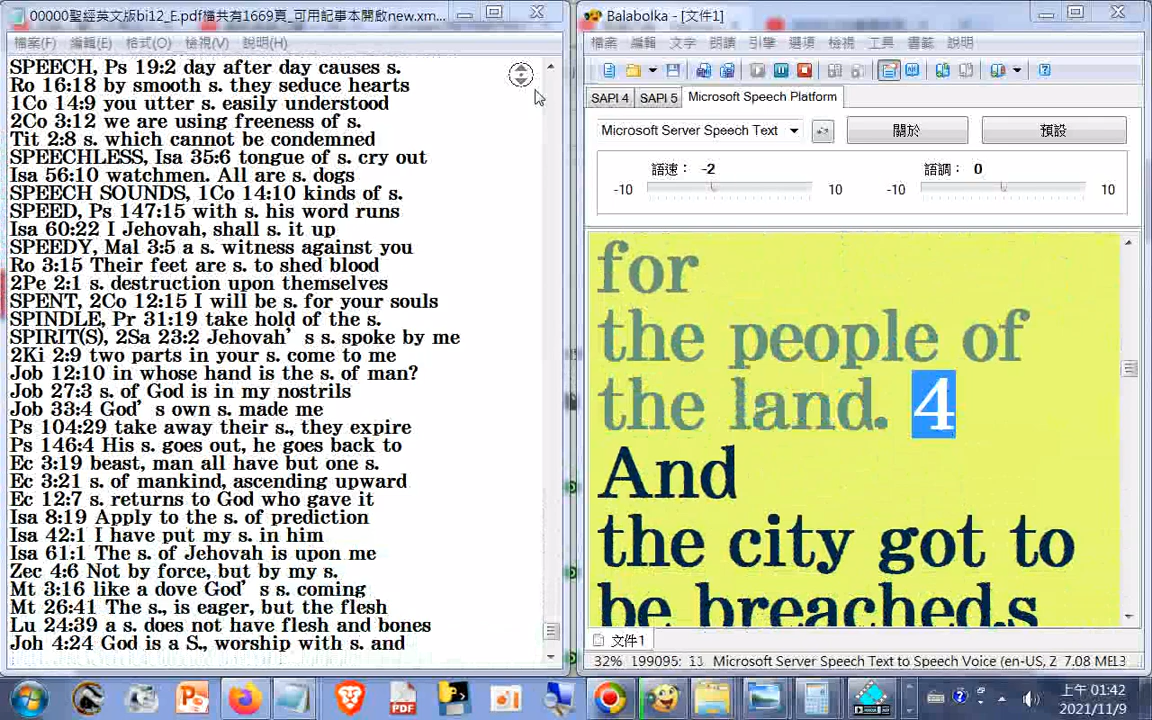 00000聖經英文版bi12_E.pdf檔共有1669頁_可用記事本開啟new.xm...
檔案(F) 編輯(E) 格式(O) 檢視(V) 說明(H)
SPEECH, Ps 19:2 day after day causes s.
Ro 16:18 by smooth s. they seduce hearts
1Co 14:9 you utter s. easily understood
2Co 3:12 we are using freeness of s.
Tit 2:8 s. which cannot be condemned
SPEECHLESS, Isa 35:6 tongue of s. cry out
Isa 56:10 watchmen. All are s. dogs
SPEECH SOUNDS, 1Co 14:10 kinds of s.
SPEED, Ps 147:15 with s. his word runs
Isa 60:22 I Jehovah, shall s. it up
SPEEDY, Mal 3:5 a s. witness against you
Ro 3:15 Their feet are s. to shed blood
2Pe 2:1 s. destruction upon themselves
SPENT, 2Co 12:15 I will be s. for your souls
SPINDLE, Pr 31:19 take hold of the s.
SPIRIT(S), 2Sa 23:2 Jehovah’s s. spoke by me
2Ki 2:9 two parts in your s. come to me
Job 12:10 in whose hand is the s. of man?
Job 27:3 s. of God is in my nostrils
Job 33:4 God’s own s. made me
Ps 104:29 take away their s., they expire
Ps 146:4 His s. goes out, he goes back to
Ec 3:19 beast, man all have but one s.
Ec 3:21 s. of mankind, ascending upward
Ec 12:7 s. returns to God who gave it
Isa 8:19 Apply to the s. of prediction
Isa 42:1 I have put my s. in him
Isa 61:1 The s. of Jehovah is upon me
Zec 4:6 Not by force, but by my s.
Mt 3:16 like a dove God’s s. coming
Mt 26:41 The s., is eager, but the flesh
Lu 24:39 a s. does not have flesh and bones
Joh 4:24 God is a S., worship with s. and
Balabolka - [文件1]
檔案 編輯 文字 朗讀 引擎 選項 檢視 工具 書籤 說明
SAPI 4 SAPI 5 Microsoft Speech Platform
Microsoft Server Speech Text 關於 預設
語速： -2 語調： 0
-10 10 -10 10
for
the people of
the land. 4
And
the city got to
be breached,s
文件1
32% 199095: 13 Microsoft Server Speech Text to Speech Voice (en-US, Z 7.08 MB
PDF
上午 01:42
2021/11/9